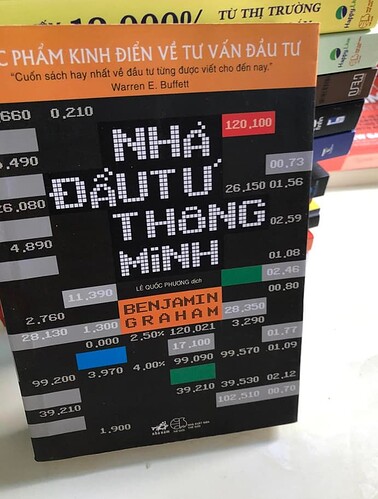 10.000%
TỪ THỊ TRƯỜNG
C PHẨM KINH ĐIỂN VỀ TƯ VẤN ĐẦU TƯ
“Cuốn sách hay nhất về đầu tư từng được viết cho đến nay.”
Warren E. Buffett
.660 0,210
120,100
NHÀ
.490
00,73
ĐẦU TƯ
26.080
26,150 01,56
THÔNG
02,59
4.890
MINH
01.08
LÊ QUỐC PHƯƠNG dịch
02,46
11,390
00,80
BENJAMIN
2.760
28,350
GRAHAM
28,130 1.300
3,290
0,000 2.50% 120,021
01,77
17,100
01,09
3,970 4,00% 99,090 99,570
99,200
39,210 39,530 02,12
39,210
102,510 00,70
1.900